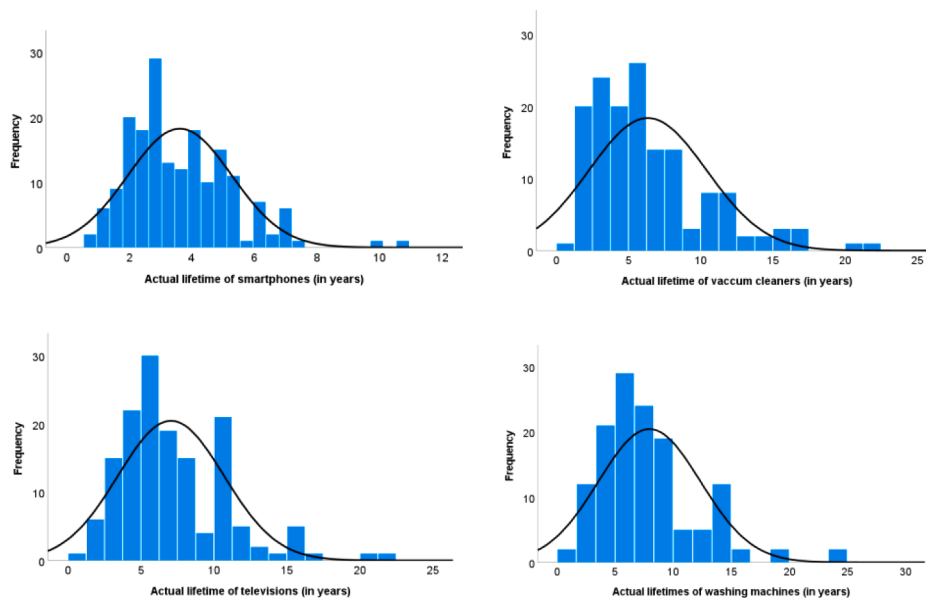 30
20
10
0
Frequency
0 2 4 6 8 10 12
Actual lifetime of smartphones (in years)
30
20
10
0
Frequency
0 5 10 15 20 25
Actual lifetime of vaccum cleaners (in years)
30
20
10
0
Frequency
0 5 10 15 20 25
Actual lifetime of televisions (in years)
30
20
10
0
Frequency
0 5 10 15 20 25 30
Actual lifetimes of washing machines (in years)